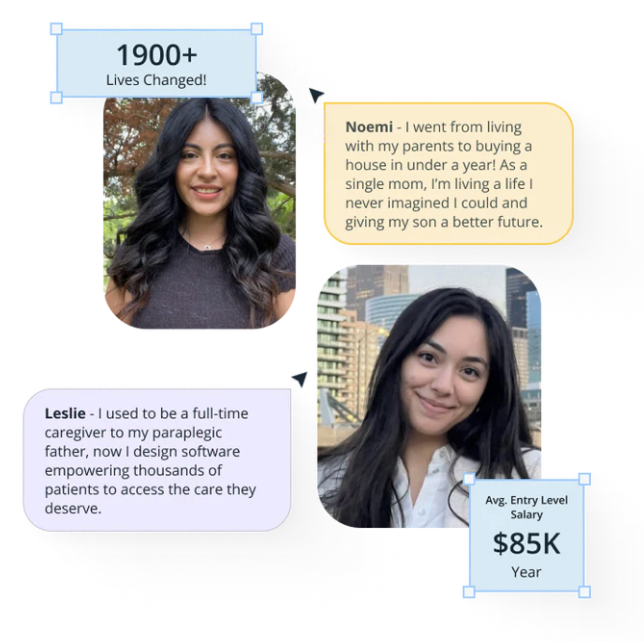 1900+
Lives Changed!
Noemi - I went from living
with my parents to buying a
house in under a year! As a
single mom, I'm living a life I
never imagined I could and
giving my son a better future.
Leslie - I used to be a full-time
caregiver to my paraplegic
father, now I design software
empowering thousands of
patients to access the care they
deserve.
Avg. Entry Level
Salary
$85K
Year